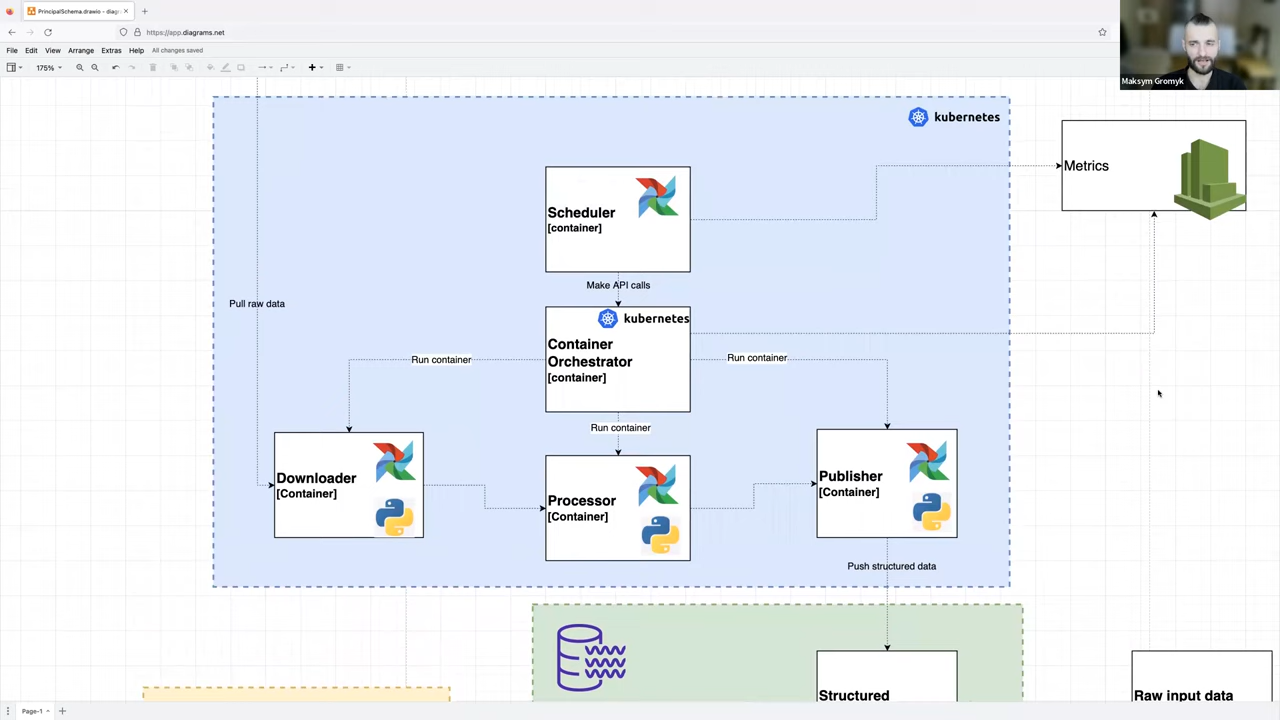 PrincipalSchema.drawio - diag
https://app.diagrams.net
File Edit View Arrange Extras Help All changes saved
175%
Maksym Gromyk
kubernetes
Metrics
Scheduler
[container]
Make API calls
Pull raw data
kubernetes
Container
Orchestrator
[container]
Run container
Run container
Run container
Downloader
[Container]
Processor
[Container]
Publisher
[Container]
Push structured data
Structured
Raw input data
Page-1